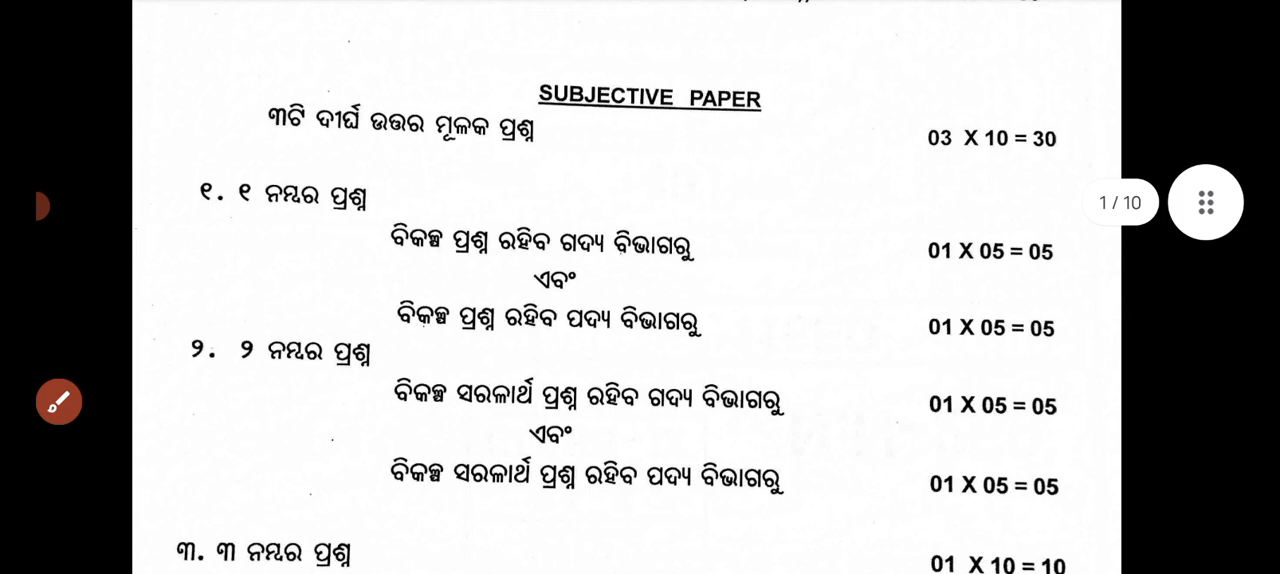 SUBJECTIVE PAPER
୩ଟି ଦୀର୍ଘ ଉତ୍ତର ମୂଳକ ପ୍ରଶ୍ନ 03 X 10 = 30
୧. ୧ ନମ୍ବର ପ୍ରଶ୍ନ
ବିକଳ୍ପ ପ୍ରଶ୍ନ ରହିବ ଗଦ୍ୟ ବିଭାଗରୁ 01 X 05 = 05
ଏବଂ
ବିକଳ୍ପ ପ୍ରଶ୍ନ ରହିବ ପଦ୍ୟ ବିଭାଗରୁ 01 X 05 = 05
୨. ୨ ନମ୍ବର ପ୍ରଶ୍ନ
ବିକଳ୍ପ ସରଳାର୍ଥ ପ୍ରଶ୍ନ ରହିବ ଗଦ୍ୟ ବିଭାଗରୁ 01 X 05 = 05
ଏବଂ
ବିକଳ୍ପ ସରଳାର୍ଥ ପ୍ରଶ୍ନ ରହିବ ପଦ୍ୟ ବିଭାଗରୁ 01 X 05 = 05
୩. ୩ ନମ୍ବର ପ୍ରଶ୍ନ 01 X 10 = 10
1 / 10